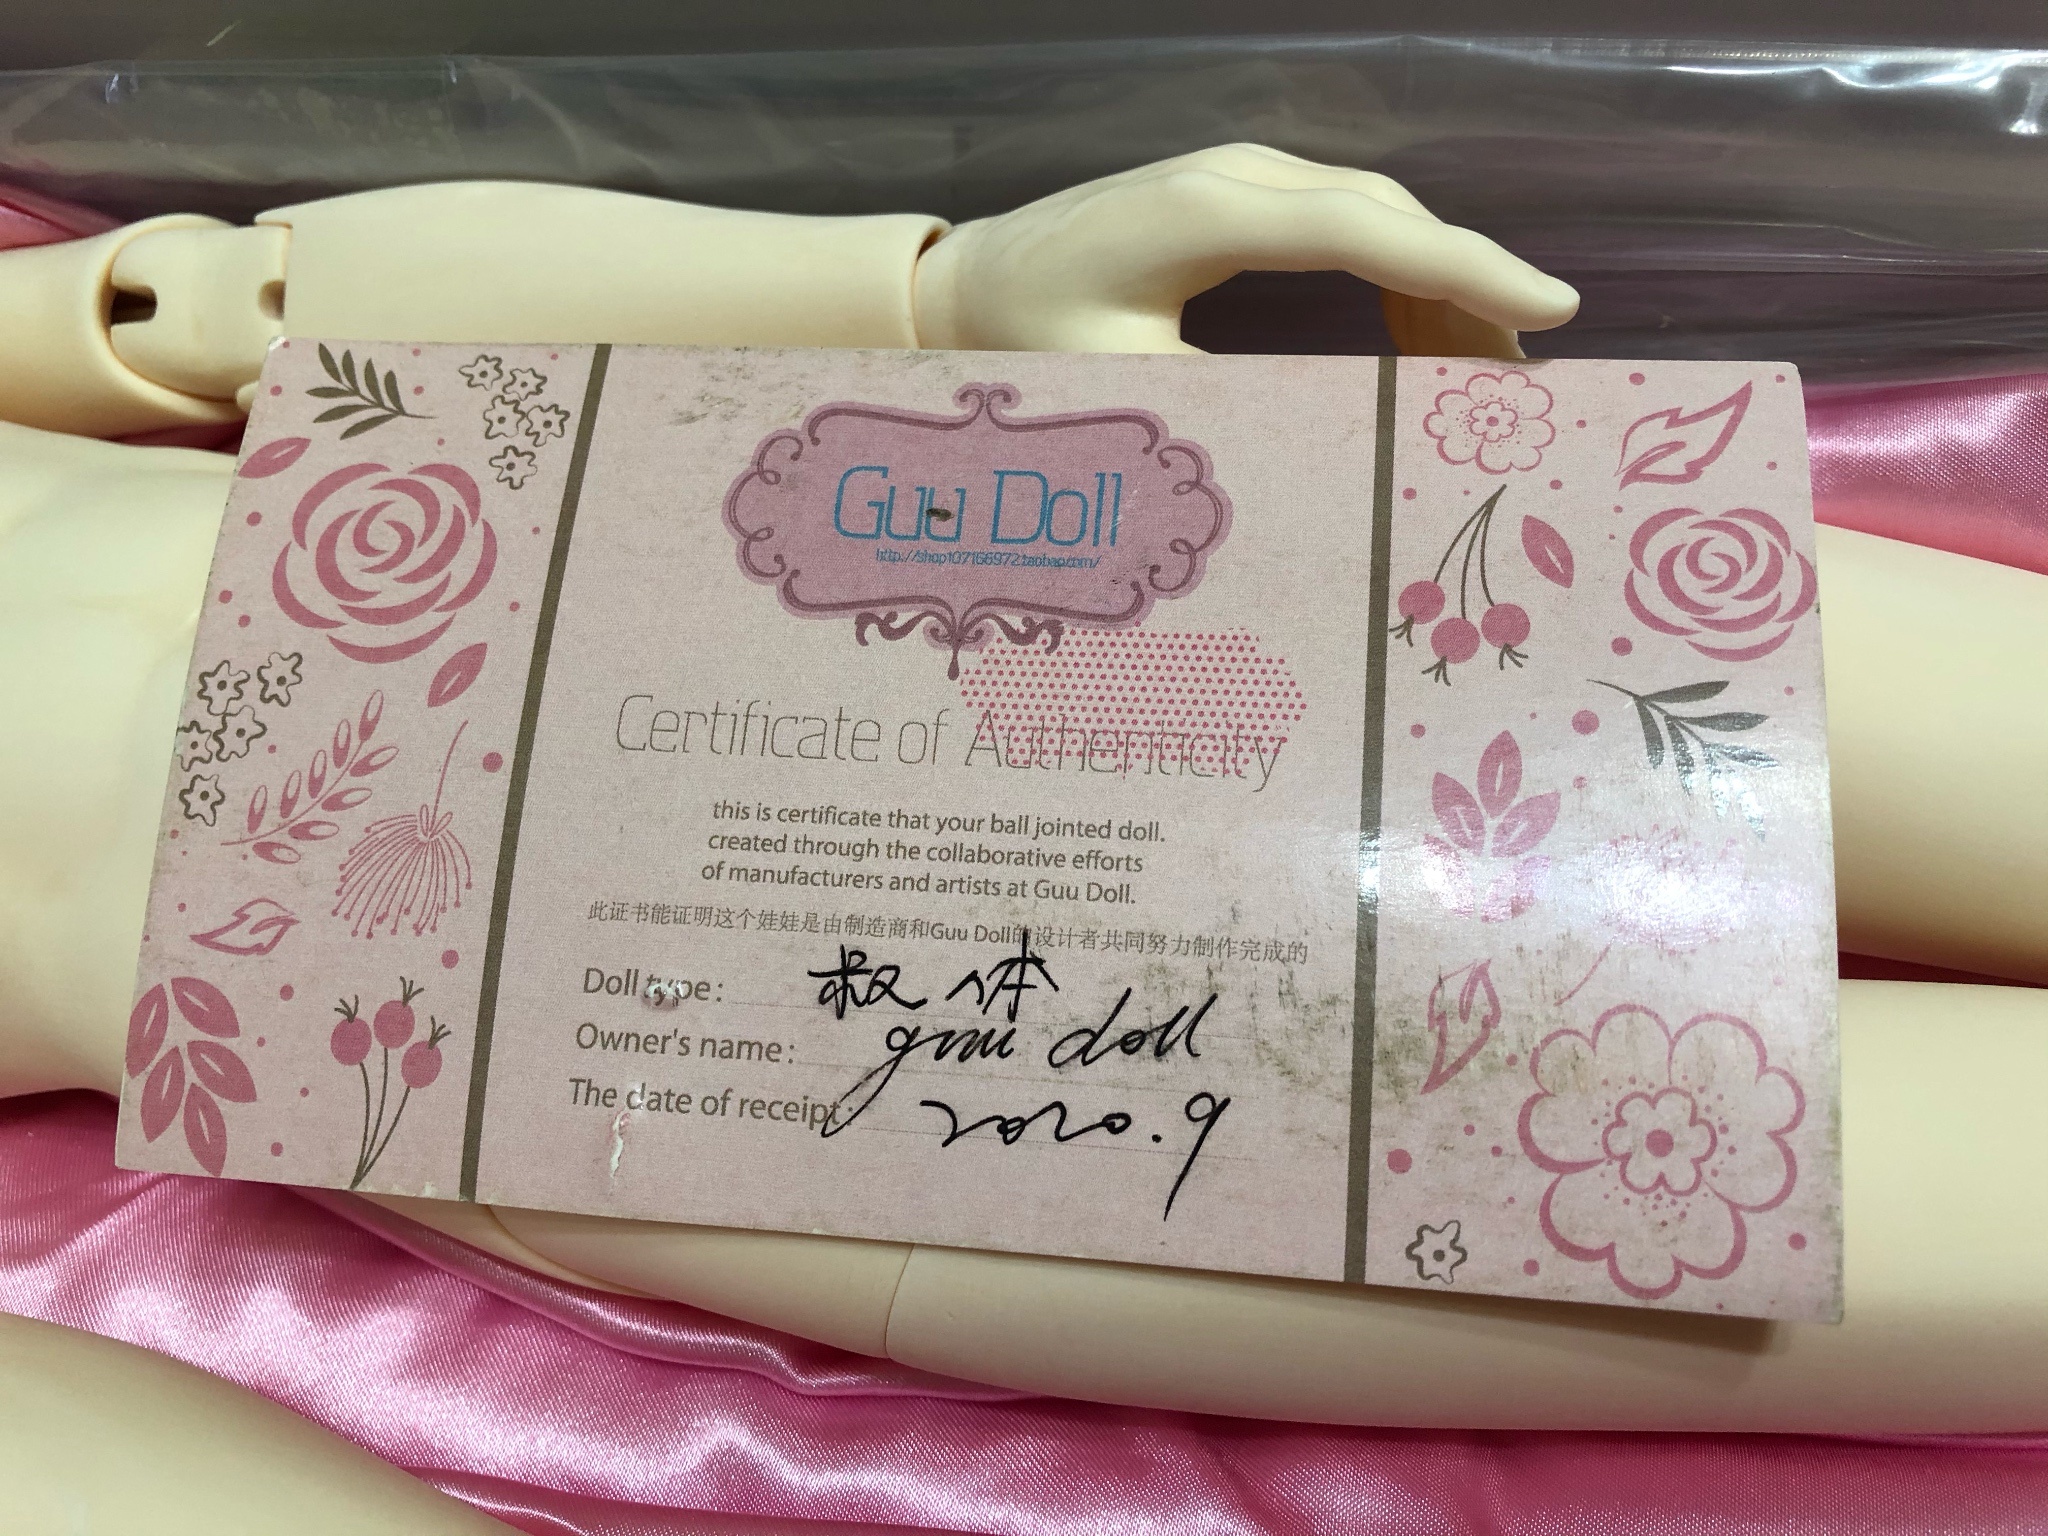 Guu Doll
http://shop107166972.taobao.com/
Certificate of Authenticity
this is certificate that your ball jointed doll.
created through the collaborative efforts
of manufacturers and artists at Guu Doll.
此证书能证明这个娃娃是由制造商和Guu Doll的设计者共同努力制作完成的
Doll type: 体
Owner's name: guu doll
The date of receipt: 2020.9